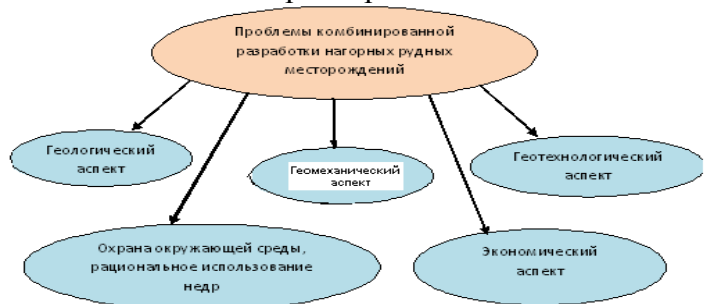 Проблемы комбинированной
разработки нагорных рудных
месторождений
Геологический
аспект
Геомеханический
аспект
Геотехнологический
аспект
Охрана окружающей среды,
рациональное использование
недр
Экономический
аспект